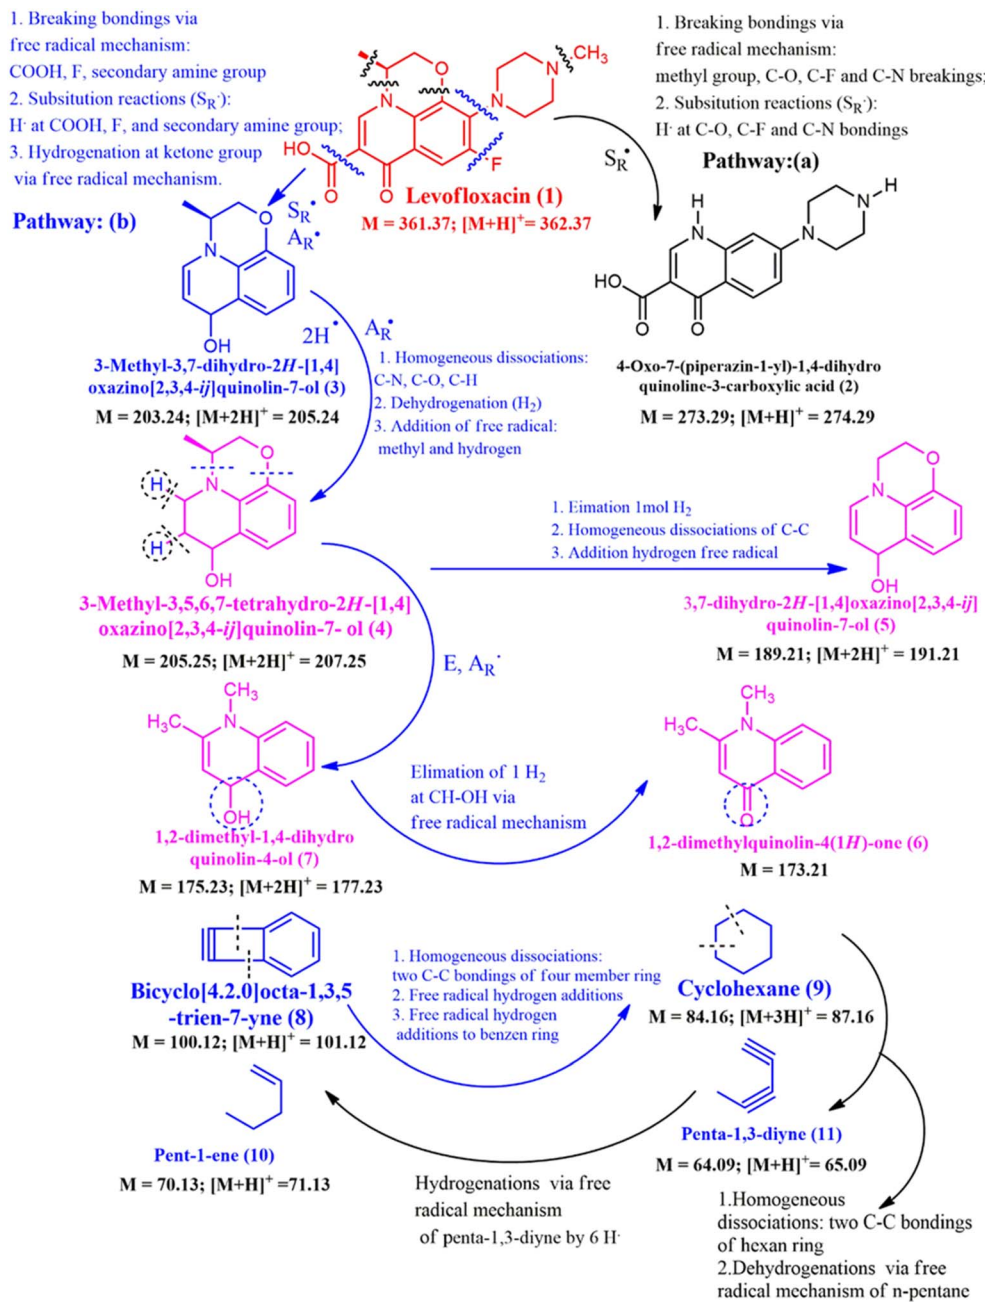 1. Breaking bondings via
free radical mechanism:
COOH, F, secondary amine group
2. Subsitution reactions (SR·):
H· at COOH, F, and secondary amine group;
3. Hydrogenation at ketone group
via free radical mechanism.
Pathway: (b)
O
N
N
N
CH3
HO
O
O
F
Levofloxacin (1)
M = 361.37; [M+H]+= 362.37
1. Breaking bondings via
free radical mechanism:
methyl group, C-O, C-F and C-N breakings;
2. Subsitution reactions (SR·):
H· at C-O, C-F and C-N bondings
Pathway:(a)
SR·
H
N
N
N
H
HO
O
O
4-Oxo-7-(piperazin-1-yl)-1,4-dihydro
quinoline-3-carboxylic acid (2)
M = 273.29; [M+H]+ = 274.29
SR·
AR·
O
N
OH
3-Methyl-3,7-dihydro-2H-[1,4]
oxazino[2,3,4-ij]quinolin-7-ol (3)
M = 203.24; [M+2H]+ = 205.24
2H·
AR·
1. Homogeneous dissociations:
C-N, C-O, C-H
2. Dehydrogenation (H2)
3. Addition of free radical:
methyl and hydrogen
O
N
H
H
OH
3-Methyl-3,5,6,7-tetrahydro-2H-[1,4]
oxazino[2,3,4-ij]quinolin-7- ol (4)
M = 205.25; [M+2H]+ = 207.25
1. Eimation 1mol H2
2. Homogeneous dissociations of C-C
3. Addition hydrogen free radical
O
N
OH
3,7-dihydro-2H-[1,4]oxazino[2,3,4-ij]
quinolin-7-ol (5)
M = 189.21; [M+2H]+ = 191.21
E, AR·
CH3
H3C
N
OH
1,2-dimethyl-1,4-dihydro
quinolin-4-ol (7)
M = 175.23; [M+2H]+ = 177.23
Elimation of 1 H2
at CH-OH via
free radical mechanism
CH3
H3C
N
O
1,2-dimethylquinolin-4(1H)-one (6)
M = 173.21
Bicyclo[4.2.0]octa-1,3,5
-trien-7-yne (8)
M = 100.12; [M+H]+ = 101.12
1. Homogeneous dissociations:
two C-C bondings of four member ring
2. Free radical hydrogen additions
3. Free radical hydrogen
additions to benzen ring
Cyclohexane (9)
M = 84.16; [M+3H]+ = 87.16
Pent-1-ene (10)
M = 70.13; [M+H]+ =71.13
Penta-1,3-diyne (11)
M = 64.09; [M+H]+= 65.09
Hydrogenations via free
radical mechanism
of penta-1,3-diyne by 6 H·
1.Homogeneous
dissociations: two C-C bondings
of hexan ring
2.Dehydrogenations via free
radical mechanism of n-pentane